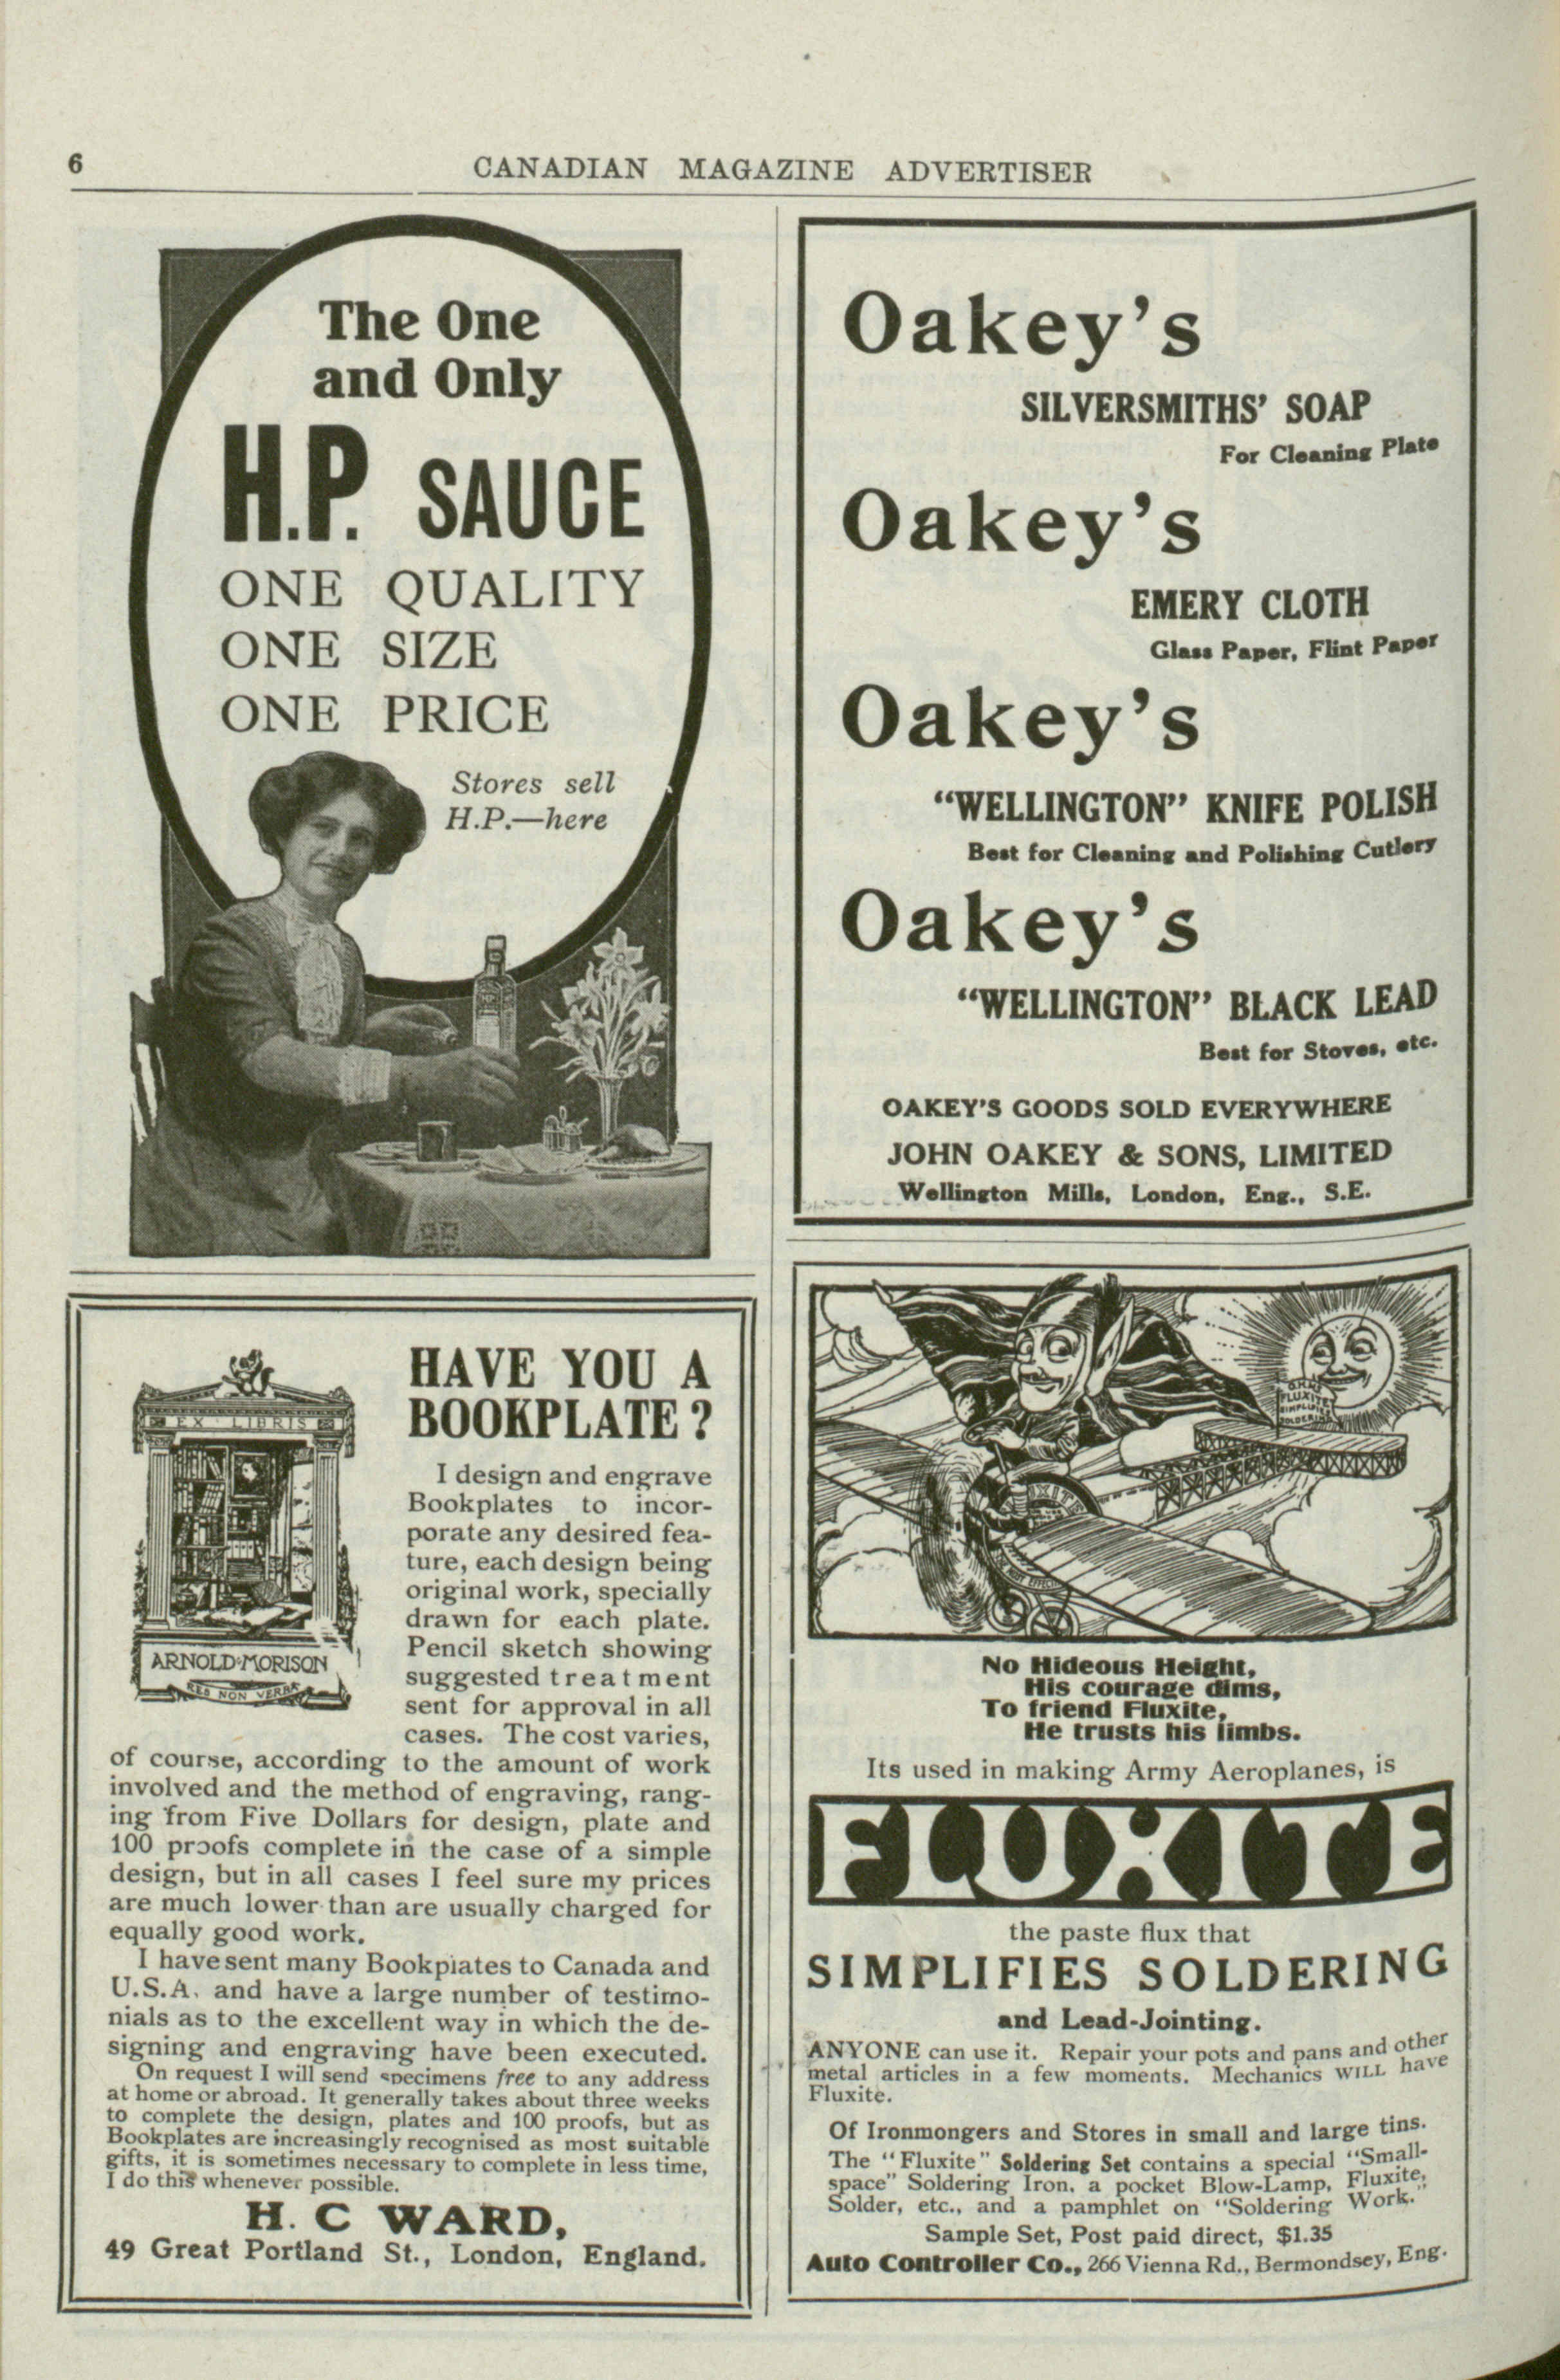 6
CANADIAN MAGAZINE ADVERTISER
The One
and Only
H.P. SAUCE
ONE QUALITY
ONE SIZE
ONE PRICE
Stores sell
H.P.—here
Oakey's
SILVERSMITHS' SOAP
For Cleaning Plate
Oakey's
EMERY CLOTH
Glass Paper, Flint Paper
Oakey's
"WELLINGTON" KNIFE POLISH
Best for Cleaning and Polishing Cutlery
Oakey's
"WELLINGTON" BLACK LEAD
Best for Stoves, etc.
OAKEY'S GOODS SOLD EVERYWHERE
JOHN OAKEY & SONS, LIMITED
Wellington Mills, London, Eng., S.E.
EX LIBRIS
ARNOLD·MORISON
RES NON VERBA
HAVE YOU A
BOOKPLATE?
I design and engrave
Bookplates to incor-
porate any desired fea-
ture, each design being
original work, specially
drawn for each plate.
Pencil sketch showing
suggested treatment
sent for approval in all
cases. The cost varies,
of course, according to the amount of work
involved and the method of engraving, rang-
ing from Five Dollars for design, plate and
100 proofs complete in the case of a simple
design, but in all cases I feel sure my prices
are much lower than are usually charged for
equally good work.
I have sent many Bookplates to Canada and
U.S.A. and have a large number of testimo-
nials as to the excellent way in which the de-
signing and engraving have been executed.
On request I will send specimens free to any address
at home or abroad. It generally takes about three weeks
to complete the design, plates and 100 proofs, but as
Bookplates are increasingly recognised as most suitable
gifts, it is sometimes necessary to complete in less time,
I do this whenever possible.
H. C WARD,
49 Great Portland St., London, England.
FLUXITE
SIMPLIFIES
SOLDERING
No Hideous Height,
His courage dims,
To friend Fluxite,
He trusts his limbs.
Its used in making Army Aeroplanes, is
FLUXITE
the paste flux that
SIMPLIFIES SOLDERING
and Lead-Jointing.
ANYONE can use it. Repair your pots and pans and other
metal articles in a few moments. Mechanics WILL have
Fluxite.
Of Ironmongers and Stores in small and large tins.
The "Fluxite" Soldering Set contains a special "Small-
space" Soldering Iron, a pocket Blow-Lamp, Fluxite,
Solder, etc., and a pamphlet on "Soldering Work."
Sample Set, Post paid direct, $1.35
Auto Controller Co., 266 Vienna Rd., Bermondsey, Eng.